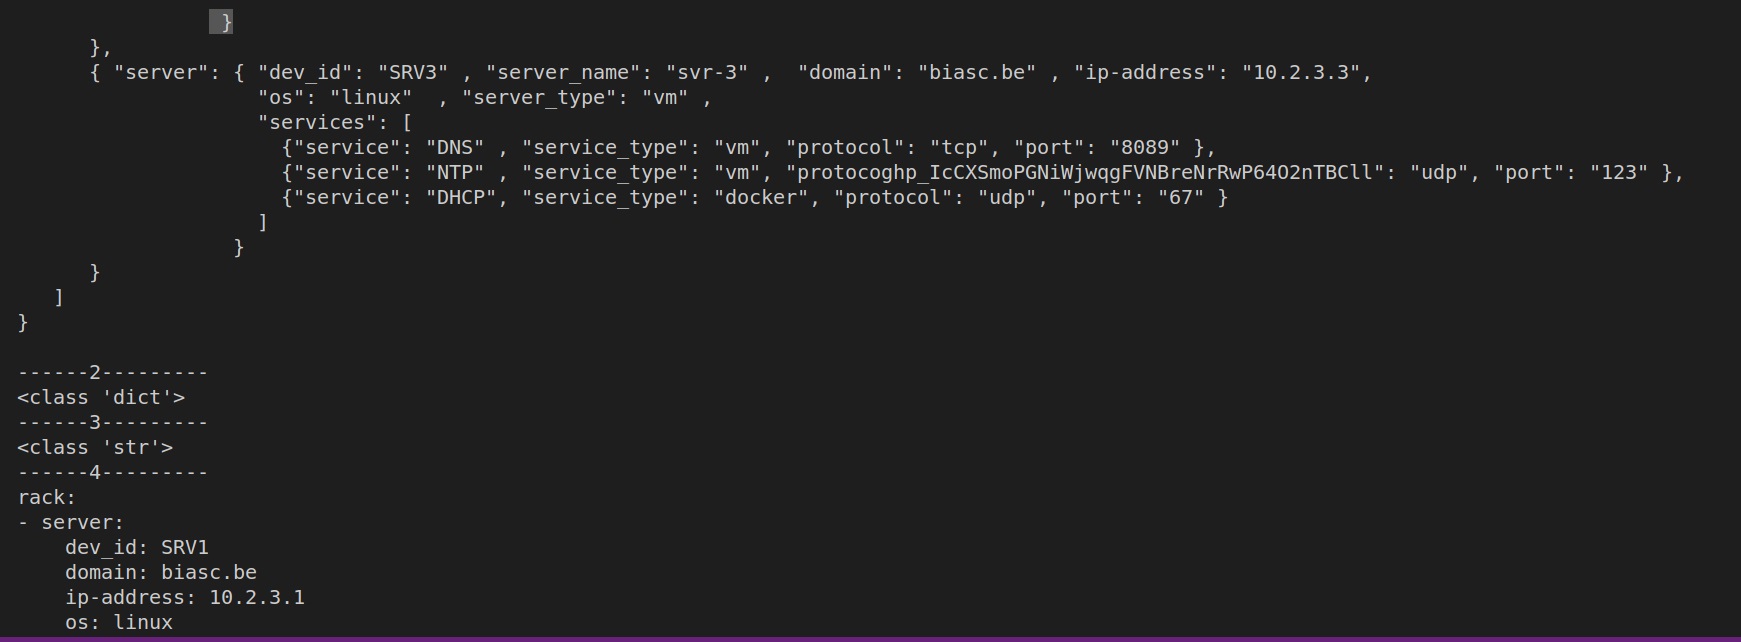 }
},
{ "server": { "dev_id": "SRV3" , "server_name": "svr-3" ,  "domain": "biasc.be" , "ip-address": "10.2.3.3",
"os": "linux"  , "server_type": "vm" ,
"services": [
{"service": "DNS" , "service_type": "vm", "protocol": "tcp", "port": "8089" },
{"service": "NTP" , "service_type": "vm", "protoco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l": "udp", "port": "123" },
{"service": "DHCP", "service_type": "docker", "protocol": "udp", "port": "67" }
]
}
}
]
}
------2---------
<class 'dict'>
------3---------
<class 'str'>
------4---------
rack:
- server:
dev_id: SRV1
domain: biasc.be
ip-address: 10.2.3.1
os: linux